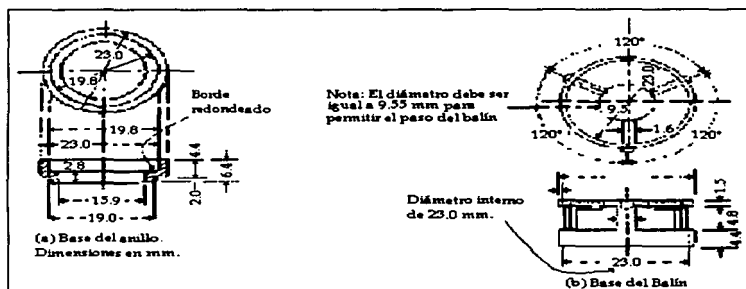 23.0
19.8
Borde
redondeado
19.8
23.0
2.8
4.4
6.4
2.0
15.9
19.0
(a) Base del anillo.
Dimensiones en mm.
Nota: El diámetro debe ser
igual a 9.55 mm para
permitir el paso del balín
120°
120°
23.0
9.5
120°
120°
1.6
Diámetro interno
de 23.0 mm.
1.5
4.8
4.4
23.0
(b) Base del Balín